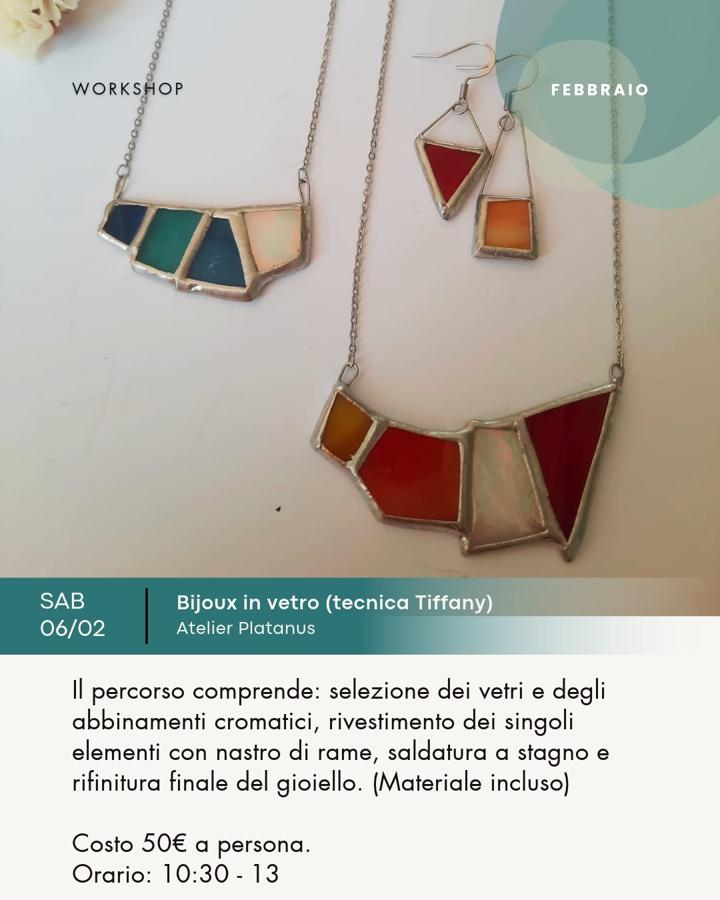 WORKSHOP
FEBBRAIO
SAB
06/02
Bijoux in vetro (tecnica Tiffany)
Atelier Platanus
Il percorso comprende: selezione dei vetri e degli
abbinamenti cromatici, rivestimento dei singoli
elementi con nastro di rame, saldatura a stagno e
rifinitura finale del gioiello. (Materiale incluso)
Costo 50€ a persona.
Orario: 10:30 - 13